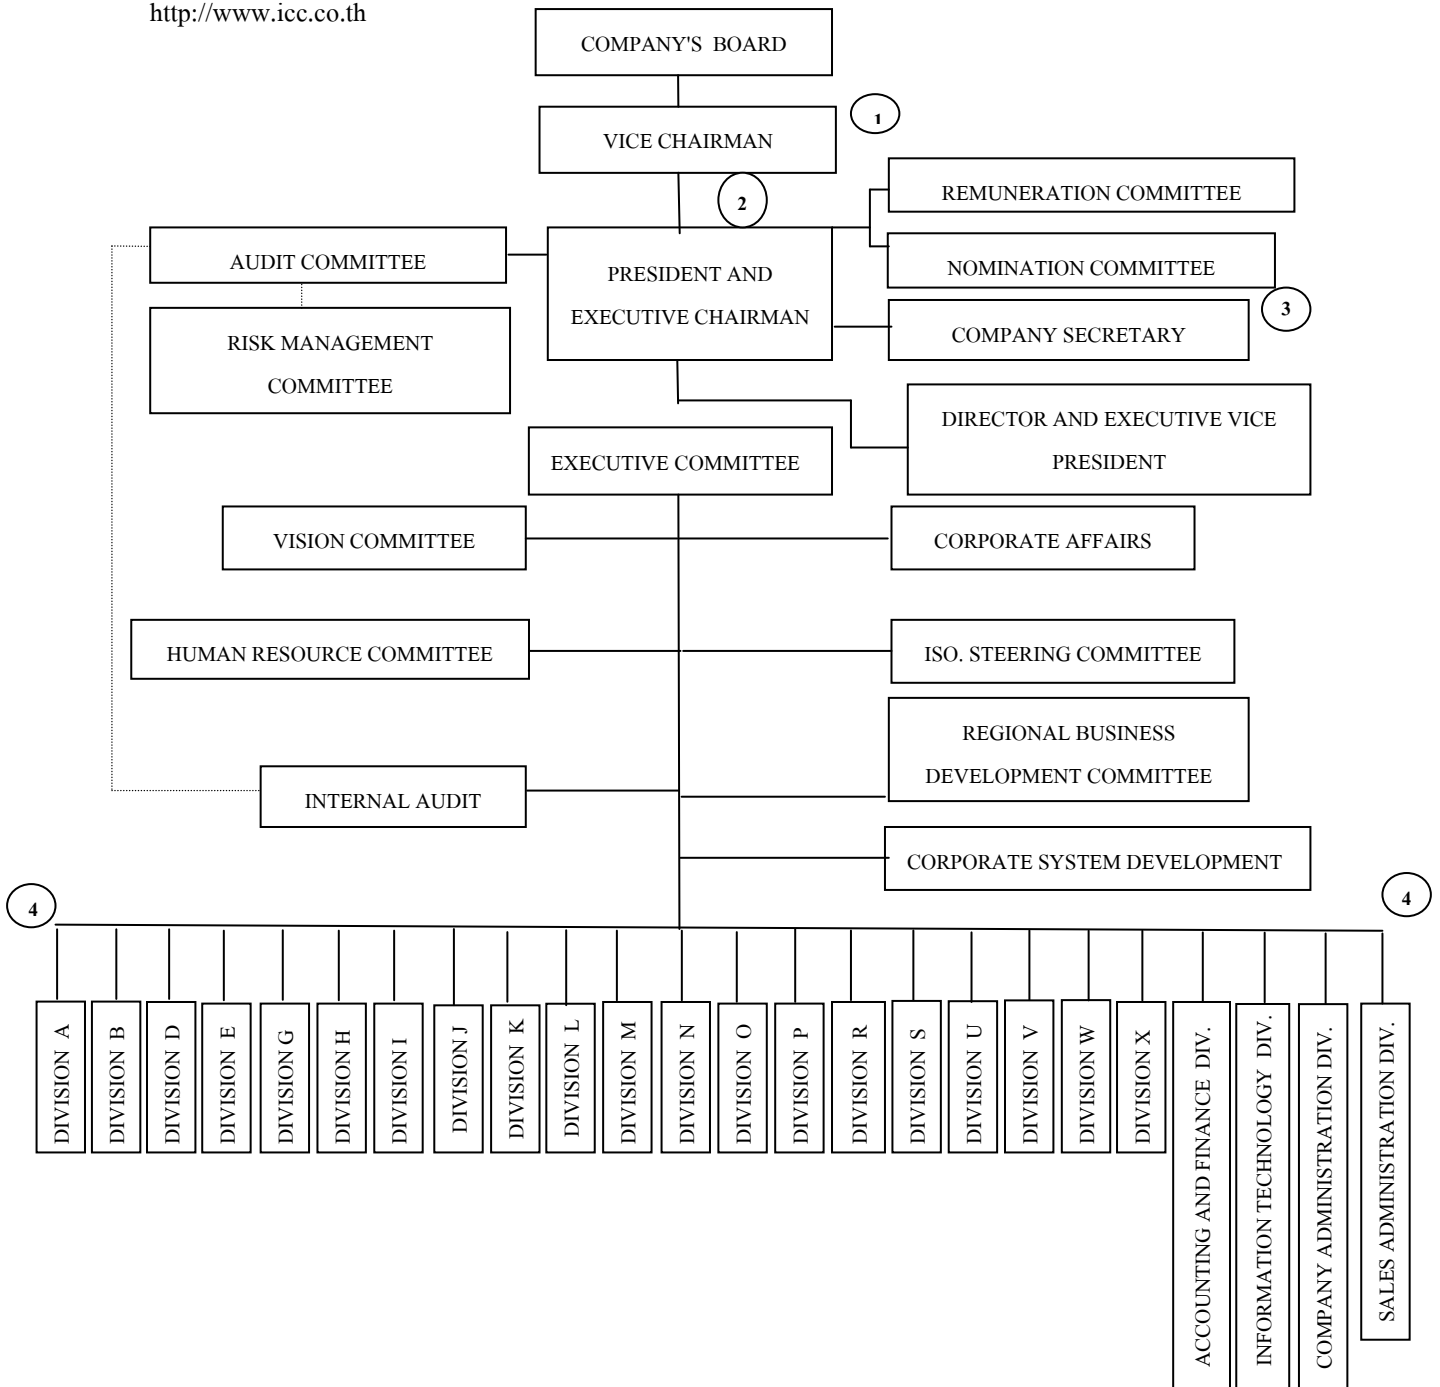 http://www.icc.co.th
COMPANY'S BOARD
VICE CHAIRMAN
1
2
REMUNERATION COMMITTEE
AUDIT COMMITTEE
PRESIDENT AND
EXECUTIVE CHAIRMAN
NOMINATION COMMITTEE
3
RISK MANAGEMENT
COMMITTEE
COMPANY SECRETARY
DIRECTOR AND EXECUTIVE VICE
PRESIDENT
EXECUTIVE COMMITTEE
VISION COMMITTEE
CORPORATE AFFAIRS
HUMAN RESOURCE COMMITTEE
ISO. STEERING COMMITTEE
REGIONAL BUSINESS
DEVELOPMENT COMMITTEE
INTERNAL AUDIT
CORPORATE SYSTEM DEVELOPMENT
4
4
DIVISION A
DIVISION B
DIVISION D
DIVISION E
DIVISION G
DIVISION H
DIVISION I
DIVISION J
DIVISION K
DIVISION L
DIVISION M
DIVISION N
DIVISION O
DIVISION P
DIVISION R
DIVISION S
DIVISION U
DIVISION V
DIVISION W
DIVISION X
ACCOUNTING AND FINANCE DIV.
INFORMATION TECHNOLOGY DIV.
COMPANY ADMINISTRATION DIV.
SALES ADMINISTRATION DIV.